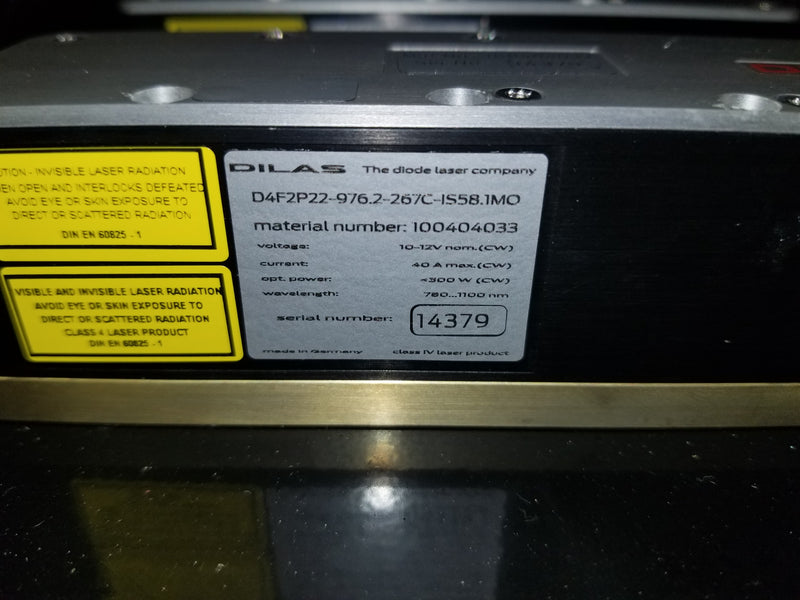 UTION - INVISIBLE LASER RADIATION
EN OPEN AND INTERLOCKS DEFEATED
AVOID EYE OR SKIN EXPOSURE TO
DIRECT OR SCATTERED RADIATION
DIN EN 60825 - 1
VISIBLE AND INVISIBLE LASER RADIATION
AVOID EYE OR SKIN EXPOSURE TO
DIRECT OR SCATTERED RADIATION
CLASS 4 LASER PRODUCT
DIN EN 60825 - 1
DILAS The diode laser company
D4F2P22-976.2-267C-IS58.1MO
material number: 100404033
voltage: 10-12V nom.(CW)
current: 40 A max.(CW)
opt. power: <300 W (CW)
wavelength: 780...1100 nm
serial number: 14379
made in Germany class IV laser product